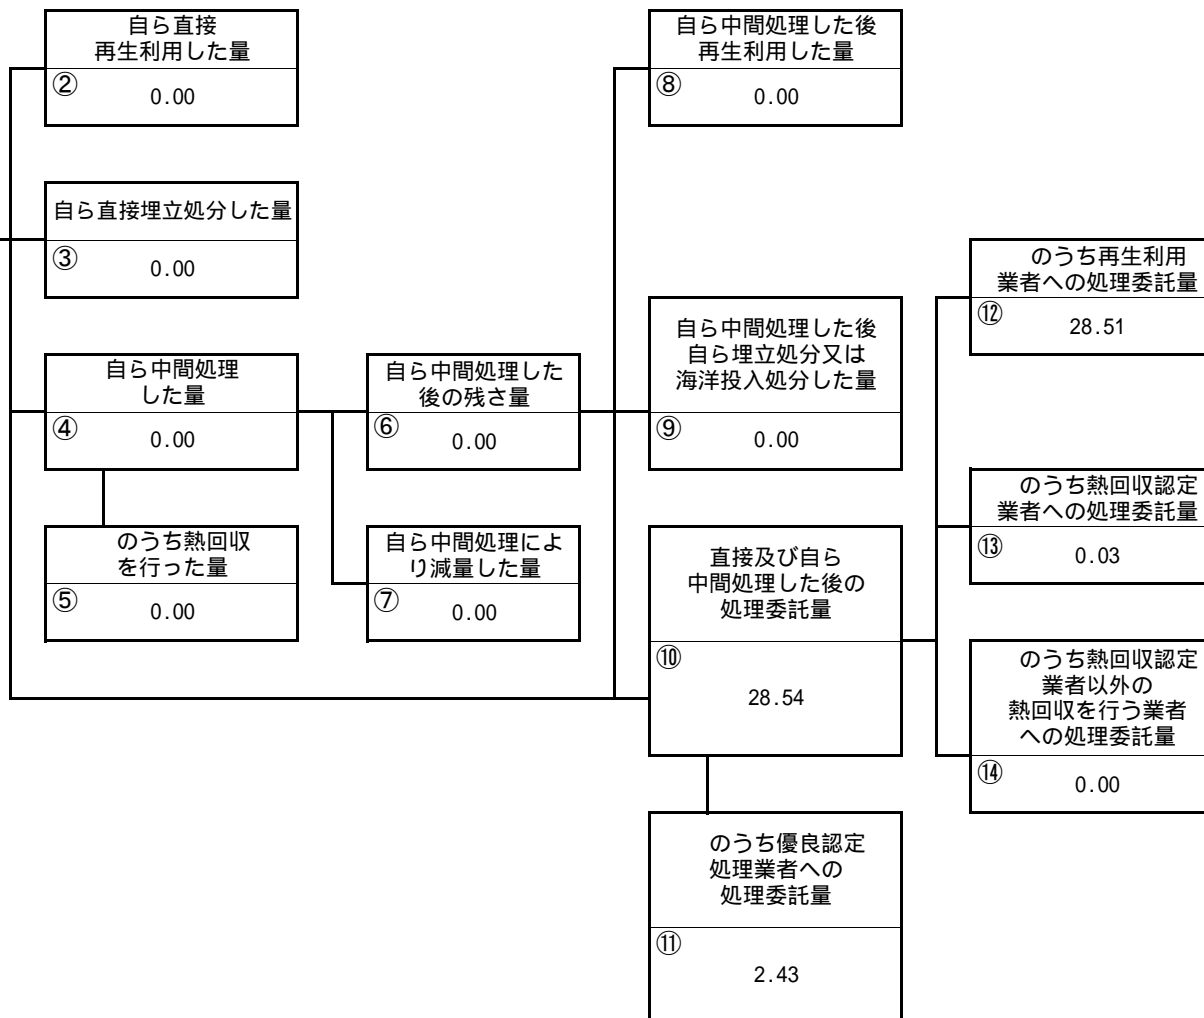 自ら直接
再生利用した量
②
0.00
自ら中間処理した後
再生利用した量
⑧
0.00
自ら直接埋立処分した量
③
0.00
のうち再生利用
業者への処理委託量
⑫
28.51
自ら中間処理した後
自ら埋立処分又は
海洋投入処分した量
⑨
0.00
自ら中間処理
した量
④
0.00
自ら中間処理した
後の残さ量
⑥
0.00
のうち熱回収認定
業者への処理委託量
⑬
0.03
のうち熱回収
を行った量
⑤
0.00
自ら中間処理によ
り減量した量
⑦
0.00
直接及び自ら
中間処理した後の
処理委託量
⑩
28.54
のうち熱回収認定
業者以外の
熱回収を行う業者
への処理委託量
⑭
0.00
のうち優良認定
処理業者への
処理委託量
⑪
2.43